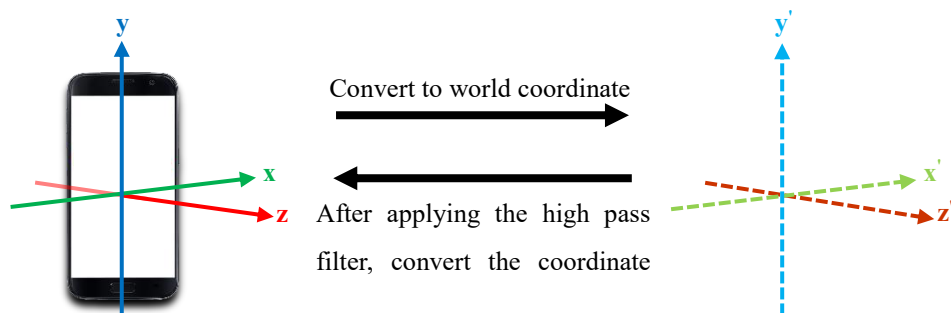 y
y'
Convert to world coordinate
x
x'
z
z'
After applying the high pass
filter, convert the coordinate